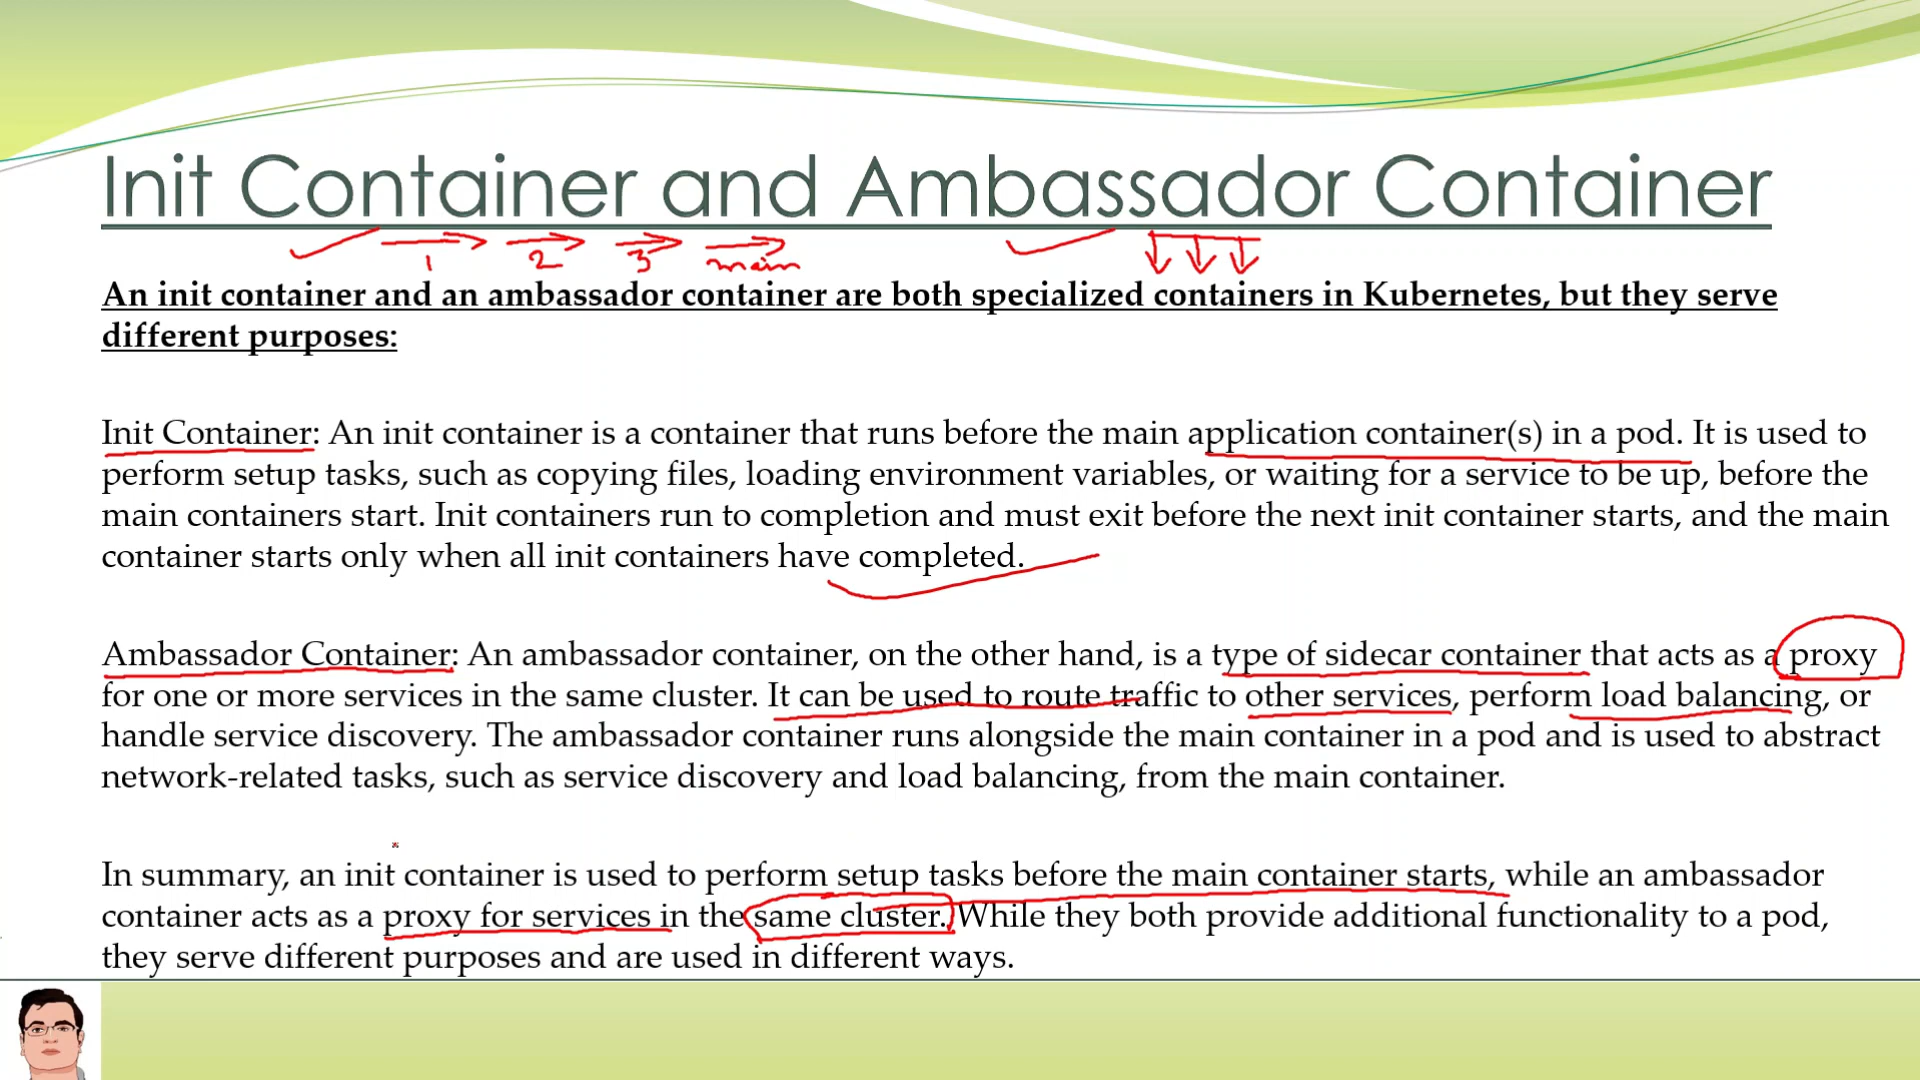 Init Container and Ambassador Container
1 2 3 main
An init container and an ambassador container are both specialized containers in Kubernetes, but they serve
different purposes:
Init Container: An init container is a container that runs before the main application container(s) in a pod. It is used to
perform setup tasks, such as copying files, loading environment variables, or waiting for a service to be up, before the
main containers start. Init containers run to completion and must exit before the next init container starts, and the main
container starts only when all init containers have completed.
Ambassador Container: An ambassador container, on the other hand, is a type of sidecar container that acts as a proxy
for one or more services in the same cluster. It can be used to route traffic to other services, perform load balancing, or
handle service discovery. The ambassador container runs alongside the main container in a pod and is used to abstract
network-related tasks, such as service discovery and load balancing, from the main container.
In summary, an init container is used to perform setup tasks before the main container starts, while an ambassador
container acts as a proxy for services in the same cluster. While they both provide additional functionality to a pod,
they serve different purposes and are used in different ways.